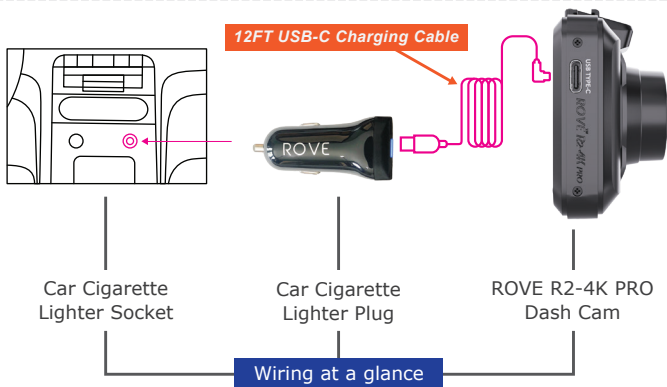 12FT USB-C Charging Cable
USB TYPE-C
ROVE R2-4K PRO
ROVE
Car Cigarette
Lighter Socket
Car Cigarette
Lighter Plug
ROVE R2-4K PRO
Dash Cam
Wiring at a glance